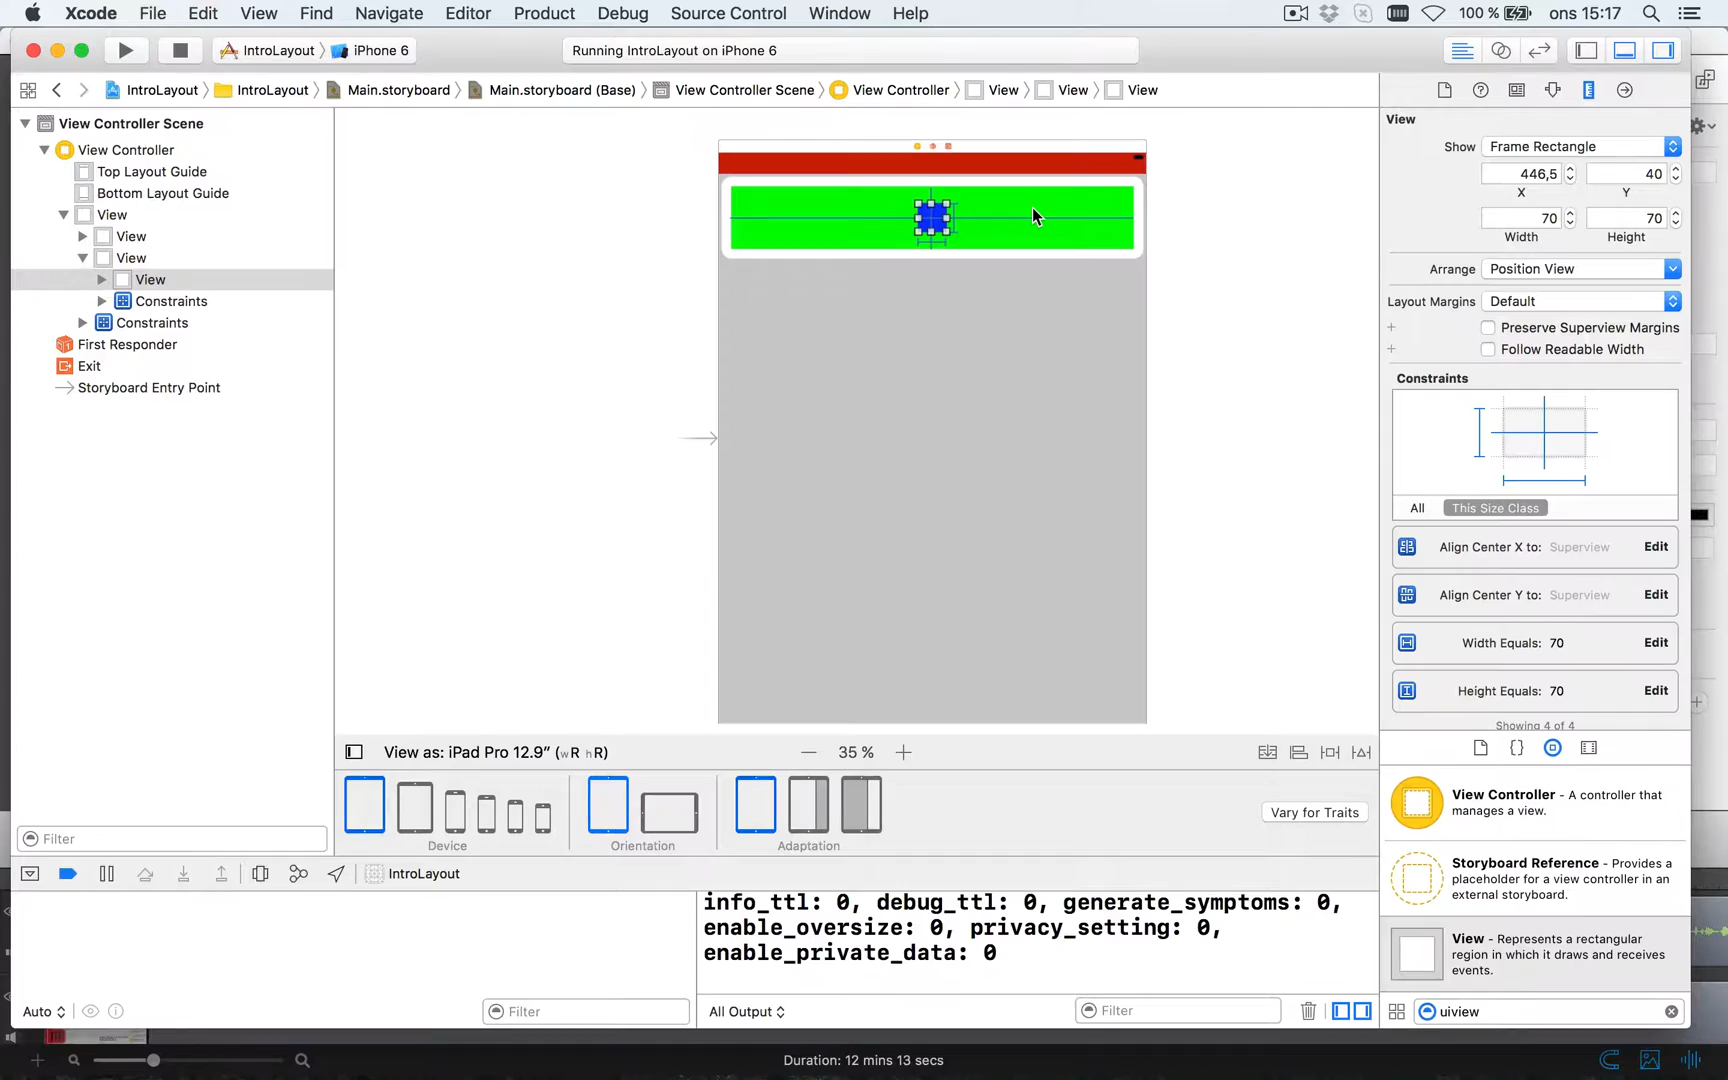 Xcode File Edit View Find Navigate Editor Product Debug Source Control Window Help 100 % ons 15:17
IntroLayout iPhone 6
Running IntroLayout on iPhone 6
IntroLayout IntroLayout Main.storyboard Main.storyboard (Base) View Controller Scene View Controller View View View
View Controller Scene
View Controller
Top Layout Guide
Bottom Layout Guide
View
View
View
View
Constraints
Constraints
First Responder
Exit
Storyboard Entry Point
Filter
View as: iPad Pro 12.9” (wR hR)
35 %
Device
Orientation
Adaptation
Vary for Traits
IntroLayout
info_ttl: 0, debug_ttl: 0, generate_symptoms: 0,
enable_oversize: 0, privacy_setting: 0,
enable_private_data: 0
Auto
Filter
All Output
Filter
View
Show Frame Rectangle
446,5 40
X Y
70 70
Width Height
Arrange Position View
Layout Margins Default
Preserve Superview Margins
Follow Readable Width
Constraints
All This Size Class
Align Center X to: Superview Edit
Align Center Y to: Superview Edit
Width Equals: 70 Edit
Height Equals: 70 Edit
Showing 4 of 4
View Controller - A controller that
manages a view.
Storyboard Reference - Provides a
placeholder for a view controller in an
external storyboard.
View - Represents a rectangular
region in which it draws and receives
events.
uiview
Duration: 12 mins 13 secs